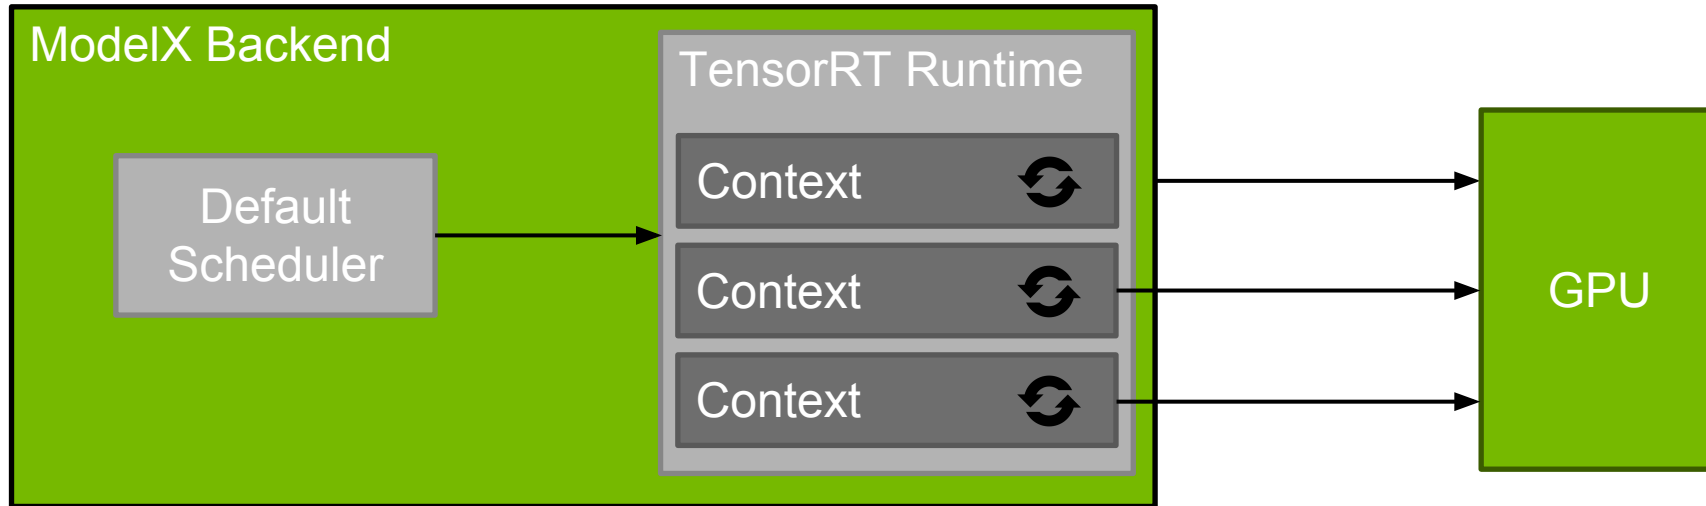 ModelX Backend
TensorRT Runtime
Default
Scheduler
Context
Context
Context
GPU